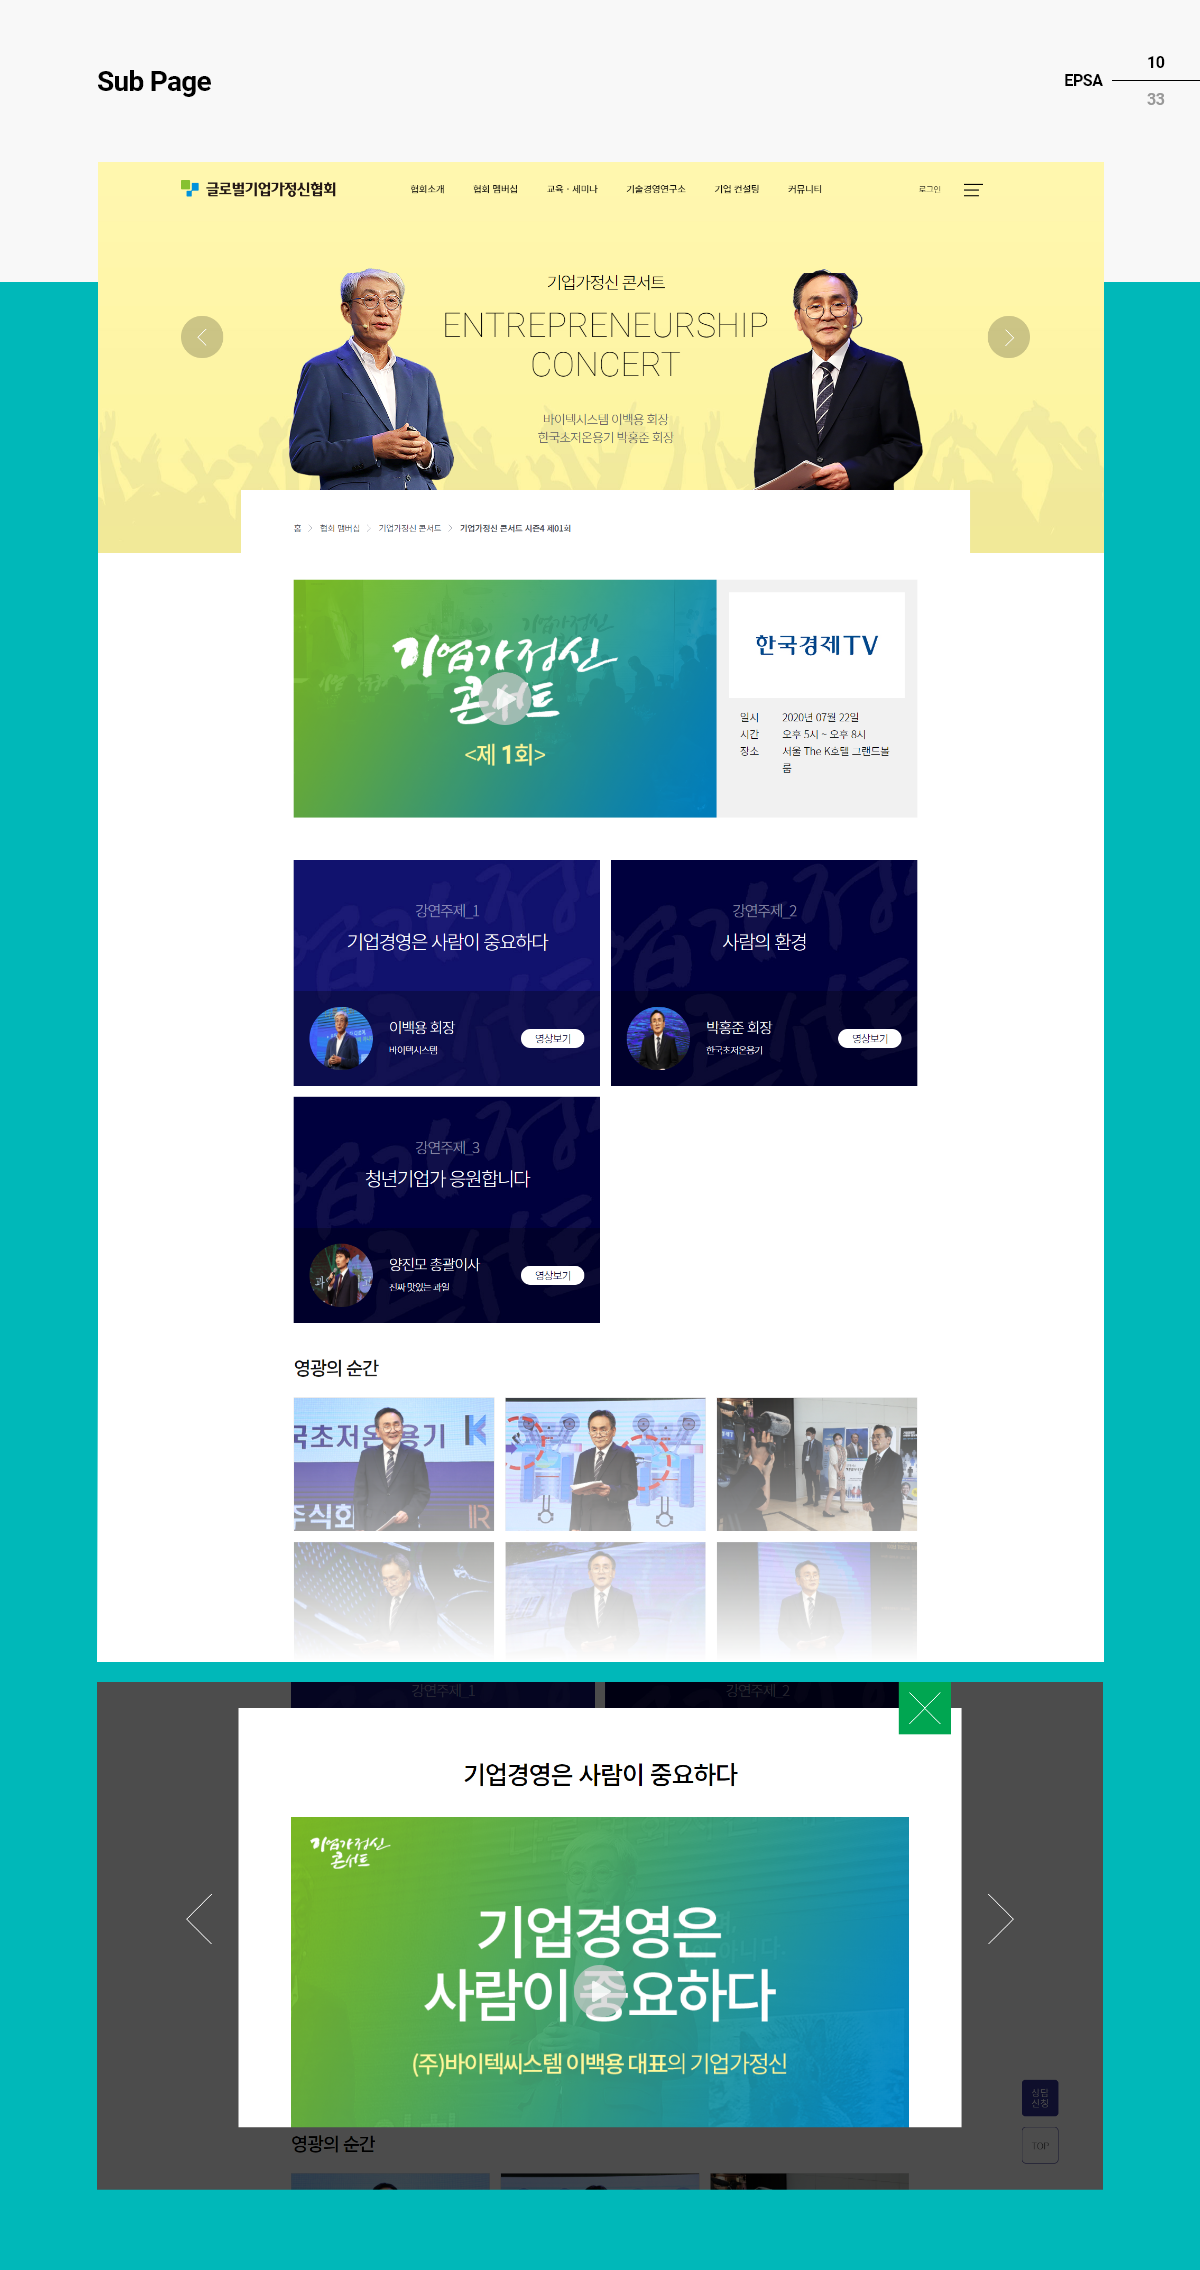 Sub Page
EPSA
10
33
글로벌기업가정신협회
협회소개 협회 멤버십 교육 · 세미나 기술경영연구소 기업 컨설팅 커뮤니티 로그인
기업가정신 콘서트
ENTREPRENEURSHIP
CONCERT
바이텍시스템 이백용 회장
한국초저온용기 박홍준 회장
홈 > 협회 멤버십 > 기업가정신 콘서트 > 기업가정신 콘서트 시즌4 제01회
기업가정신
콘서트
<제 1회>
한국경제TV
일시 2020년 07월 22일
시간 오후 5시 ~ 오후 8시
장소 서울 The K호텔 그랜드볼
룸
강연주제_1
기업경영은 사람이 중요하다
이백용 회장
바이텍시스템
영상보기
강연주제_2
사람의 환경
박홍준 회장
한국초저온용기
영상보기
강연주제_3
청년기업가 응원합니다
양진모 총괄이사
진짜 맛있는 과일
영상보기
영광의 순간
국초저온용기
주식회
IR
강연주제_1
강연주제_2
기업경영은 사람이 중요하다
기업가정신
콘서트
기업경영은
사람이 중요하다
(주)바이텍씨스템 이백용 대표의 기업가정신
상담
신청
TOP
영광의 순간